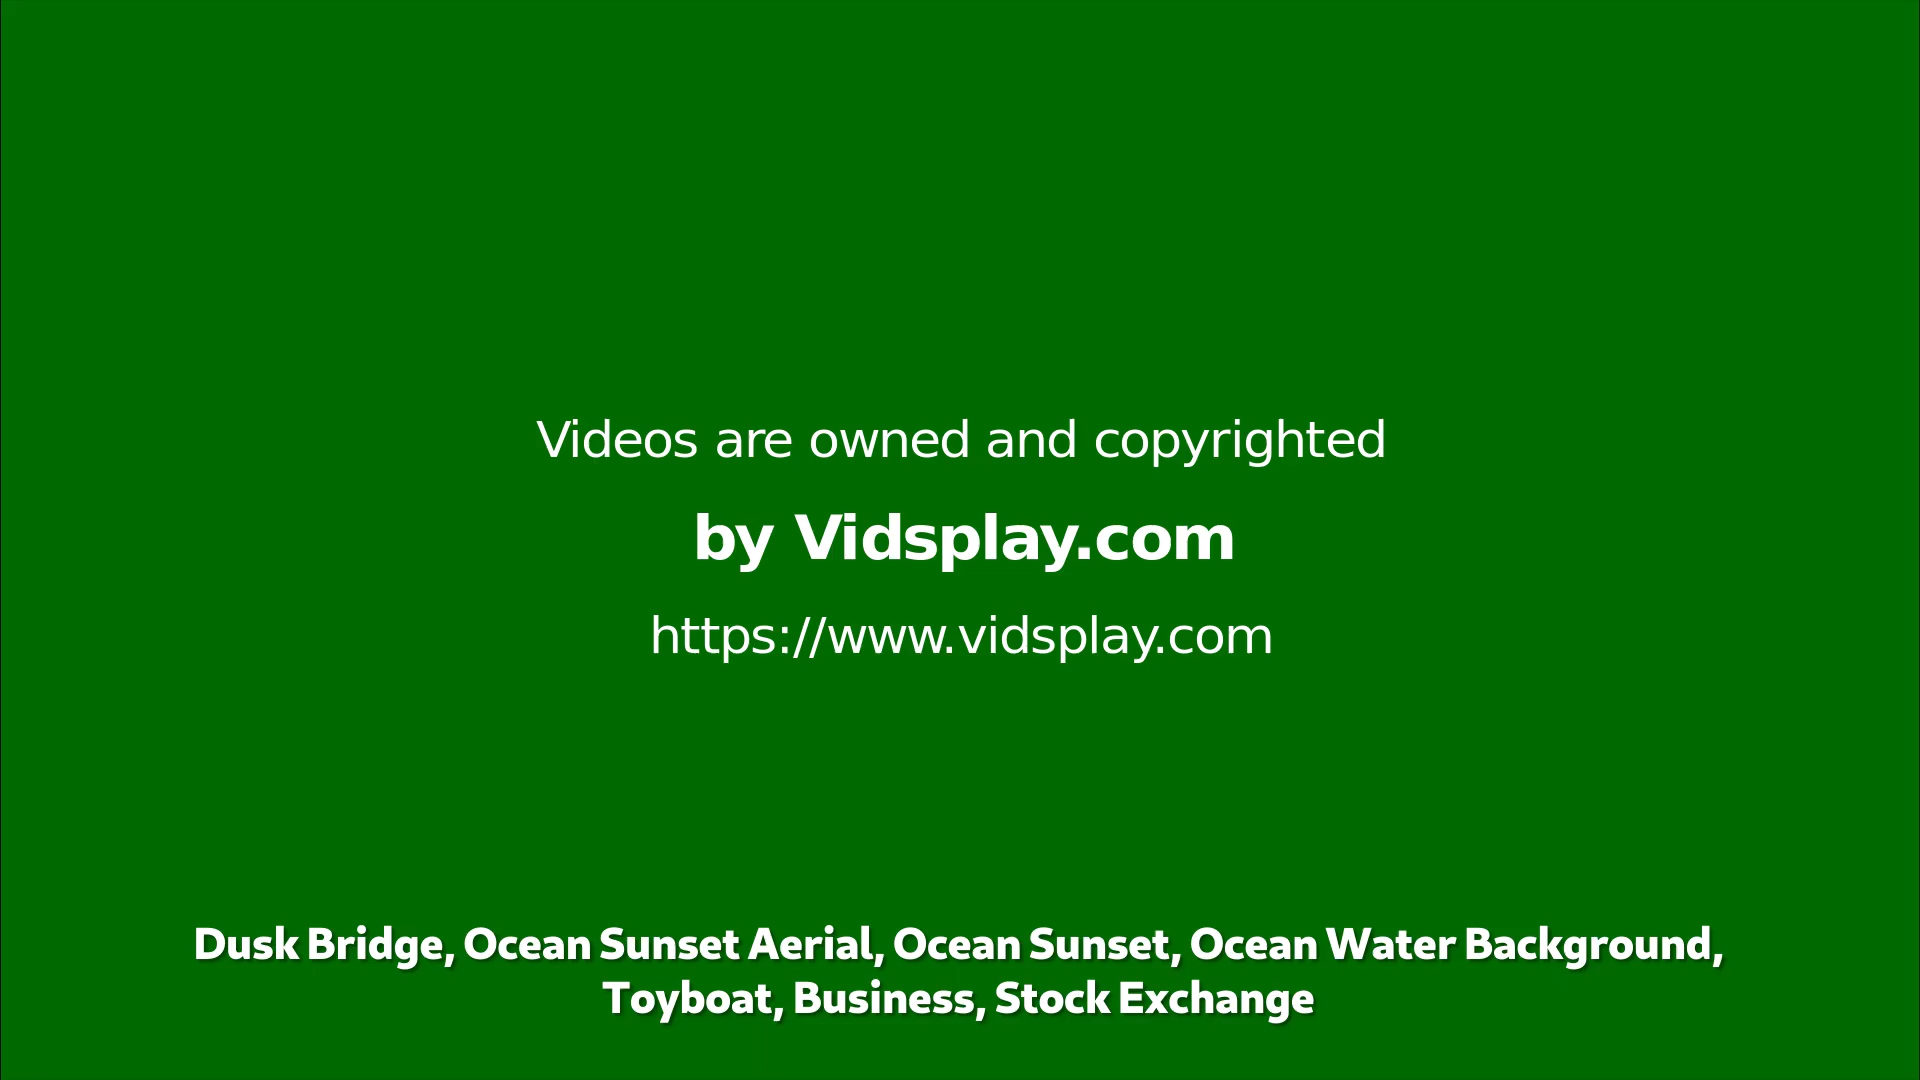 Videos are owned and copyrighted
by Vidsplay.com
https://www.vidsplay.com
Dusk Bridge, Ocean Sunset Aerial, Ocean Sunset, Ocean Water Background,
Toyboat, Business, Stock Exchange